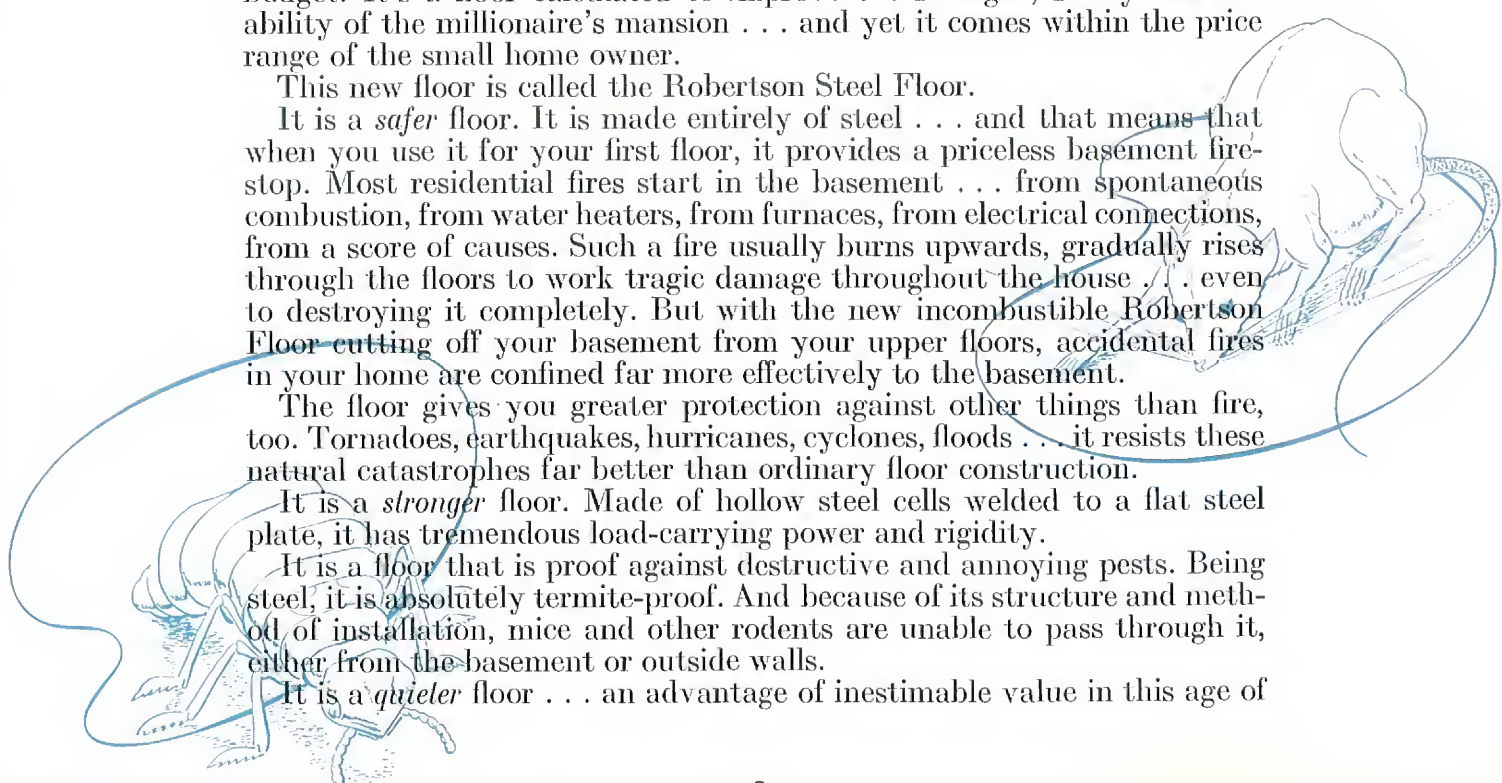 ability of the millionaire's mansion . . . and yet it comes within the price
range of the small home owner.
This new floor is called the Robertson Steel Floor.
It is a safer floor. It is made entirely of steel . . . and that means that
when you use it for your first floor, it provides a priceless basement fire-
stop. Most residential fires start in the basement . . . from spontaneous
combustion, from water heaters, from furnaces, from electrical connections,
from a score of causes. Such a fire usually burns upwards, gradually rises
through the floors to work tragic damage throughout the house . . . even
to destroying it completely. But with the new incombustible Robertson
Floor cutting off your basement from your upper floors, accidental fires
in your home are confined far more effectively to the basement.
The floor gives you greater protection against other things than fire,
too. Tornadoes, earthquakes, hurricanes, cyclones, floods . . . it resists these
natural catastrophes far better than ordinary floor construction.
It is a stronger floor. Made of hollow steel cells welded to a flat steel
plate, it has tremendous load-carrying power and rigidity.
It is a floor that is proof against destructive and annoying pests. Being
steel, it is absolutely termite-proof. And because of its structure and meth-
od of installation, mice and other rodents are unable to pass through it,
either from the basement or outside walls.
It is a quieter floor . . . an advantage of inestimable value in this age of